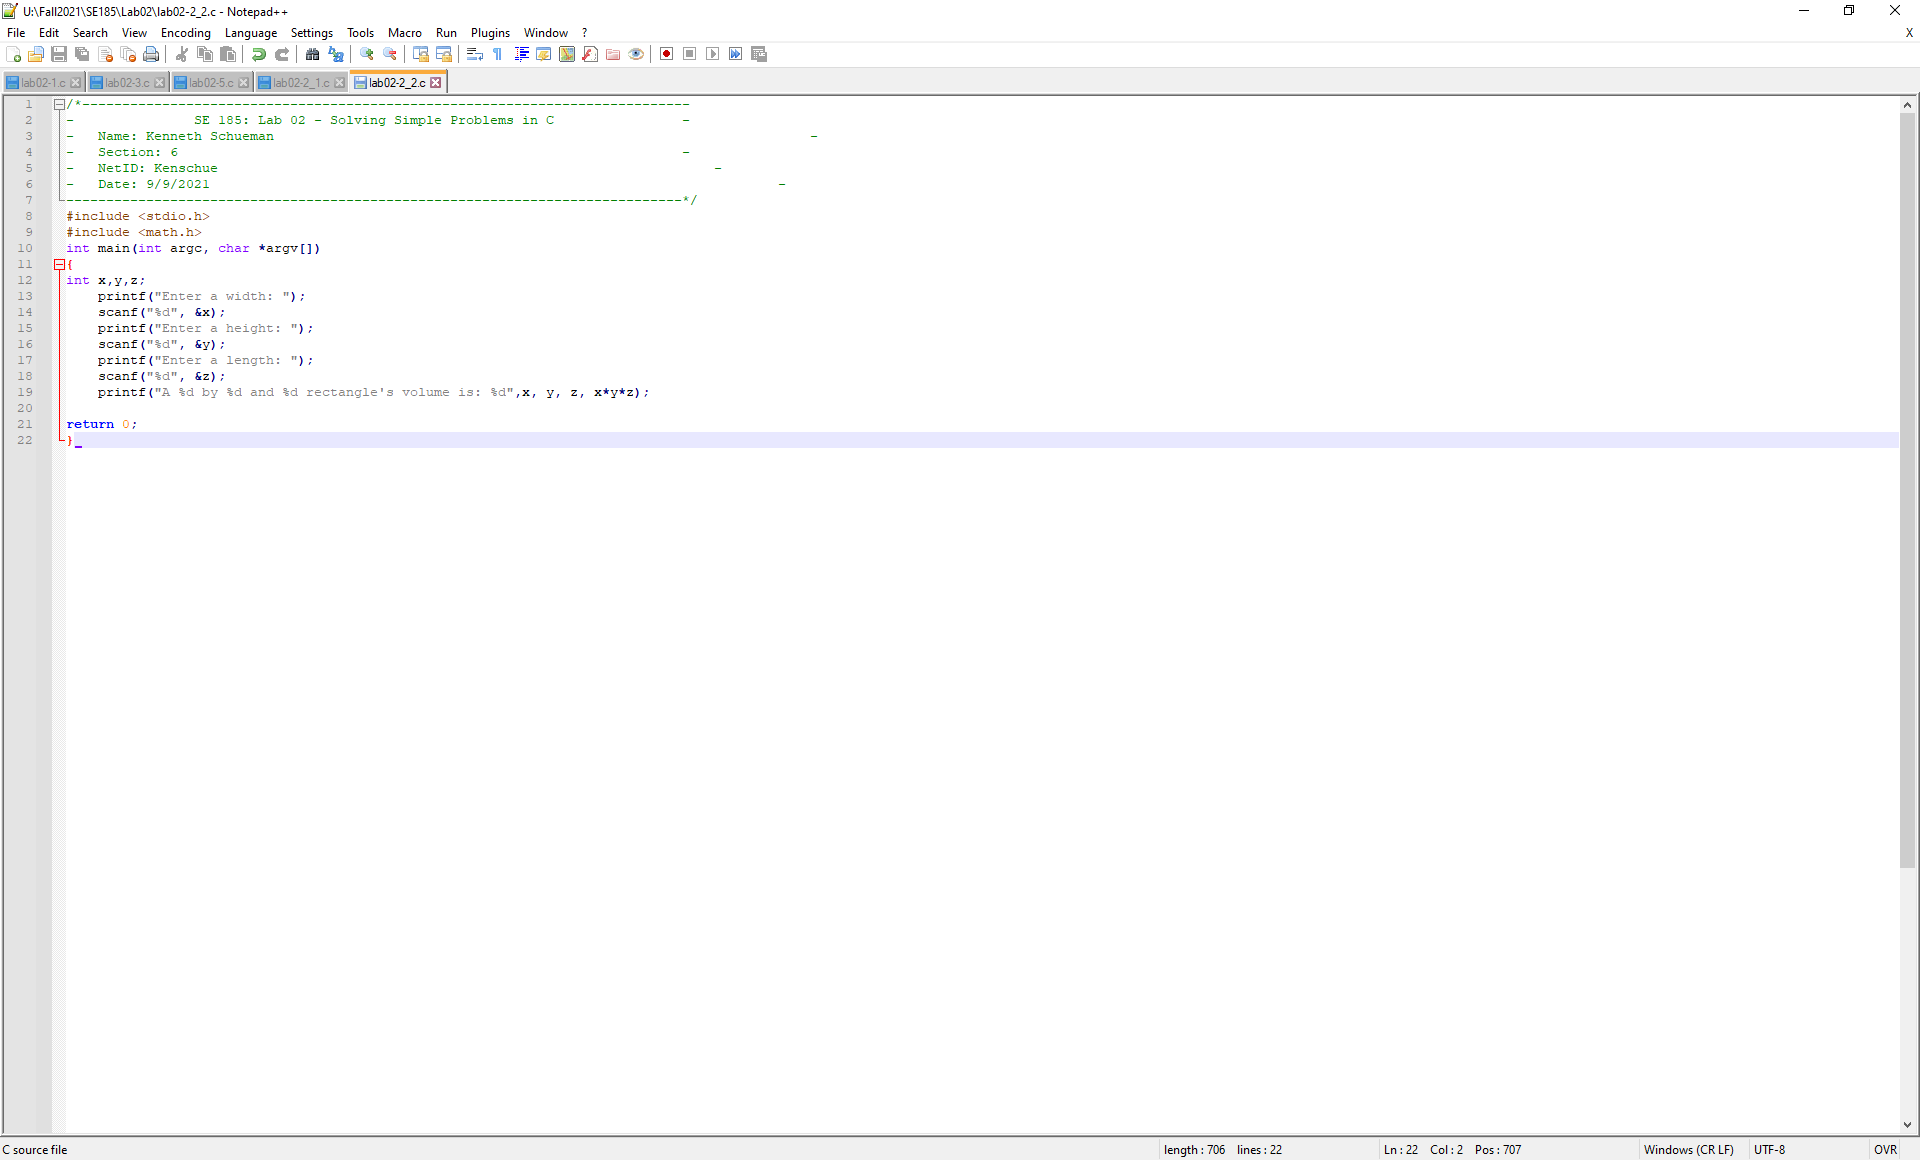 U:\Fall2021\SE185\Lab02\lab02-2_2.c - Notepad++
File Edit Search View Encoding Language Settings Tools Macro Run Plugins Window ? X
lab02-1.c lab02-3.c lab02-5.c lab02-2_1.c lab02-2_2.c
1 /*----------------------------------------------------------------------------
2 -               SE 185: Lab 02 - Solving Simple Problems in C                -
3 -   Name: Kenneth Schueman                                                                   -
4 -   Section: 6                                                               -
5 -   NetID: Kenschue                                                              -
6 -   Date: 9/9/2021                                                                       -
7 -----------------------------------------------------------------------------*/
8 #include <stdio.h>
9 #include <math.h>
10 int main(int argc, char *argv[])
11 {
12 int x,y,z;
13     printf("Enter a width: ");
14     scanf("%d", &x);
15     printf("Enter a height: ");
16     scanf("%d", &y);
17     printf("Enter a length: ");
18     scanf("%d", &z);
19     printf("A %d by %d and %d rectangle's volume is: %d",x, y, z, x*y*z);
20
21 return 0;
22 }
C source file length : 706 lines : 22 Ln : 22 Col : 2 Pos : 707 Windows (CR LF) UTF-8 OVR